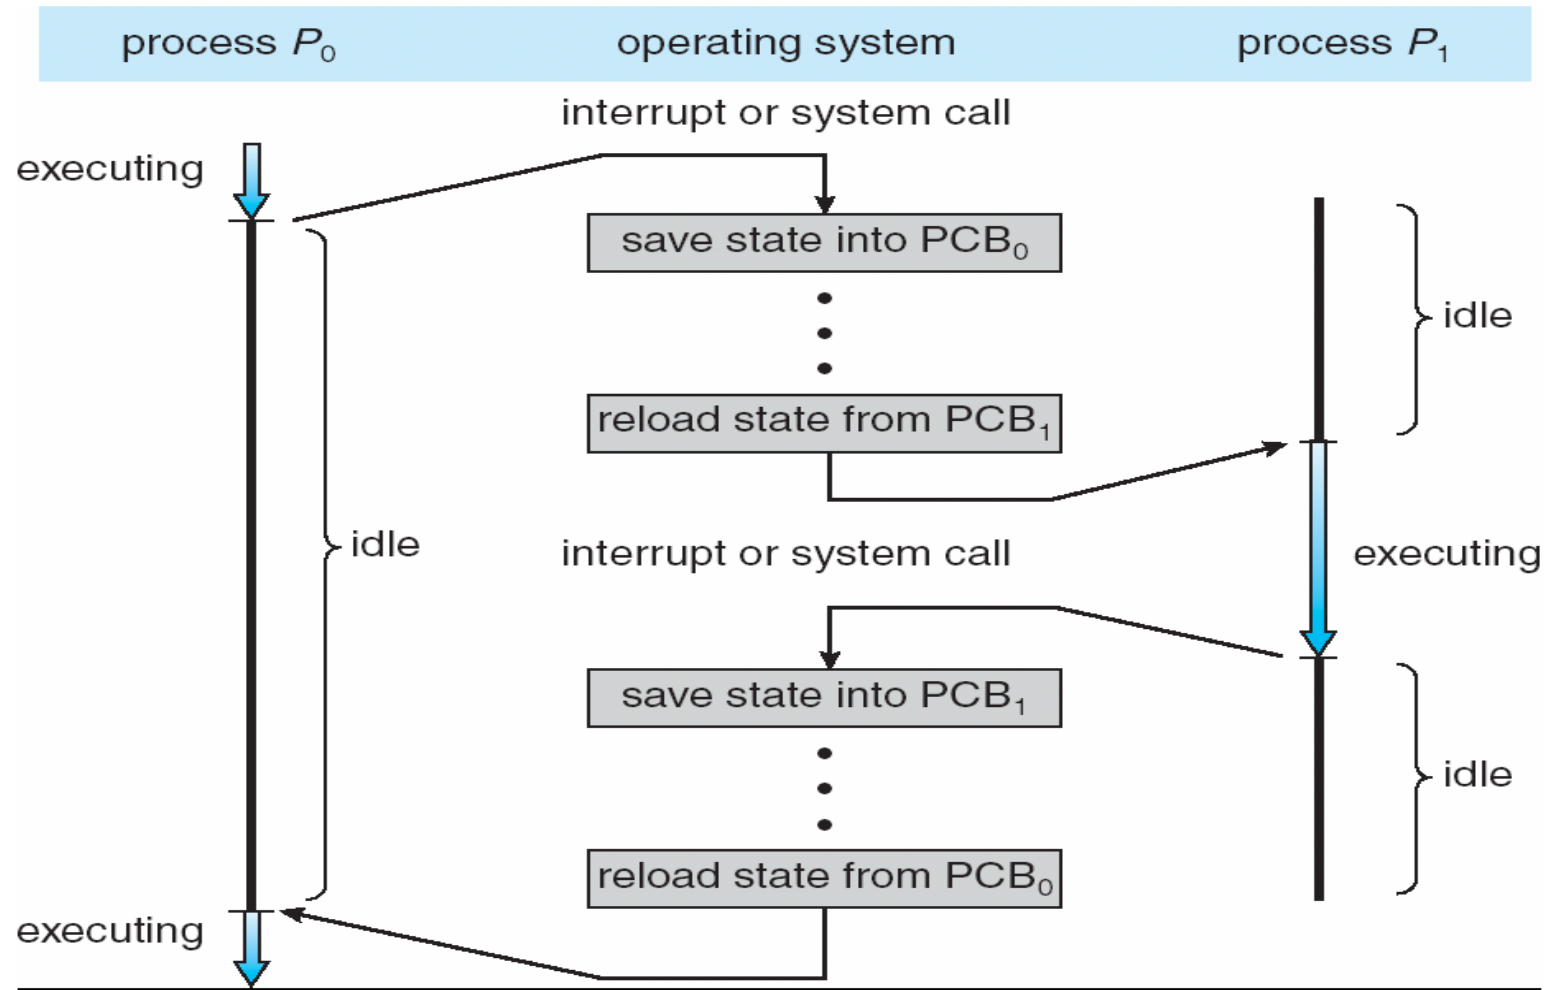 process P₀ operating system process P₁
interrupt or system call
executing
save state into PCB₀
idle
reload state from PCB₁
idle
interrupt or system call
executing
save state into PCB₁
idle
reload state from PCB₀
executing